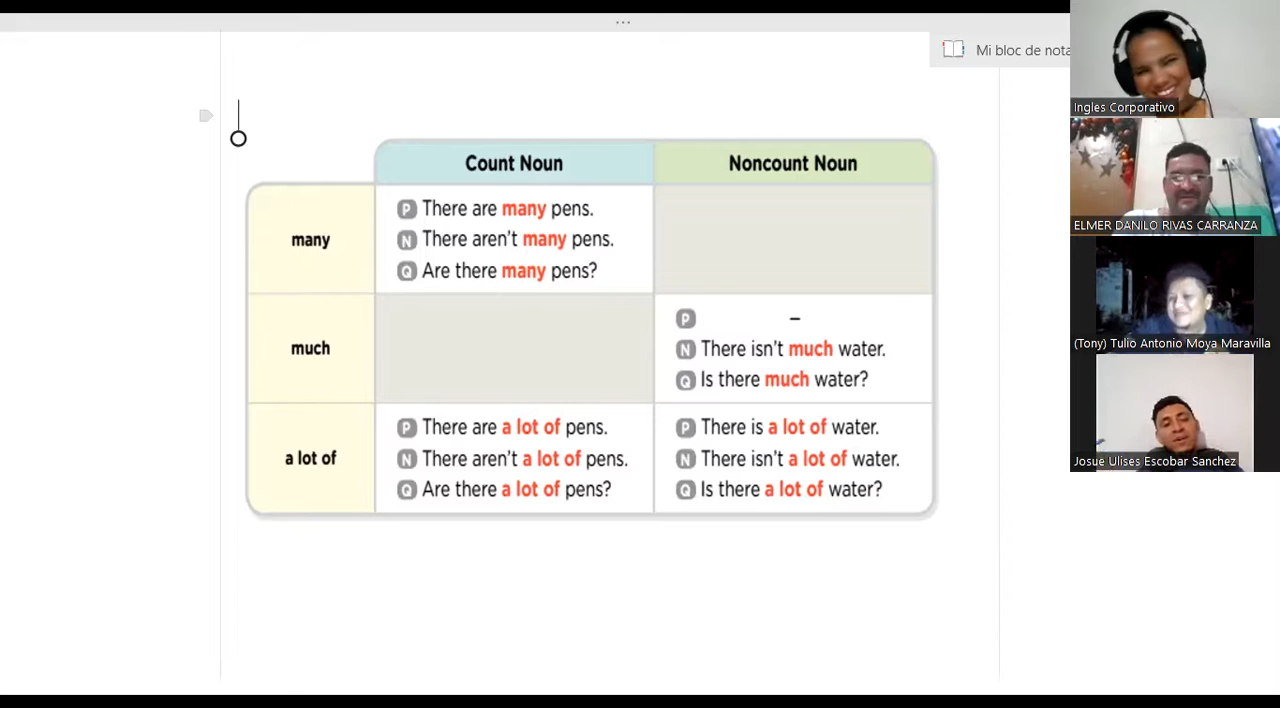 ...
Mi bloc de nota
Count Noun
Noncount Noun
many
P There are many pens.
N There aren't many pens.
Q Are there many pens?
much
P –
N There isn't much water.
Q Is there much water?
a lot of
P There are a lot of pens.
N There aren't a lot of pens.
Q Are there a lot of pens?
P There is a lot of water.
N There isn't a lot of water.
Q Is there a lot of water?
Ingles Corporativo
ELMER DANILO RIVAS CARRANZA
(Tony) Tulio Antonio Moya Maravilla
Josue Ulises Escobar Sanchez